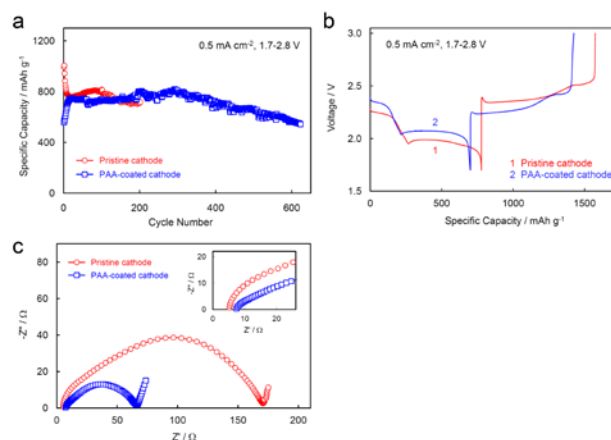 a
0.5 mA cm-2, 1.7-2.8 V
1200
1000
800
600
400
200
0
0
200
400
600
Specific Capacity / mAh g-1
Cycle Number
Pristine cathode
PAA-coated cathode
b
0.5 mA cm-2, 1.7-2.8 V
3.0
2.5
2.0
1.5
0
500
1000
1500
Voltage / V
Specific Capacity / mAh g-1
2
1
1 Pristine cathode
2 PAA-coated cathode
c
Pristine cathode
PAA-coated cathode
80
60
40
20
0
0
50
100
150
200
-Z" / Ω
Z' / Ω
20
10
0
0
10
20
-Z" / Ω
Z' / Ω